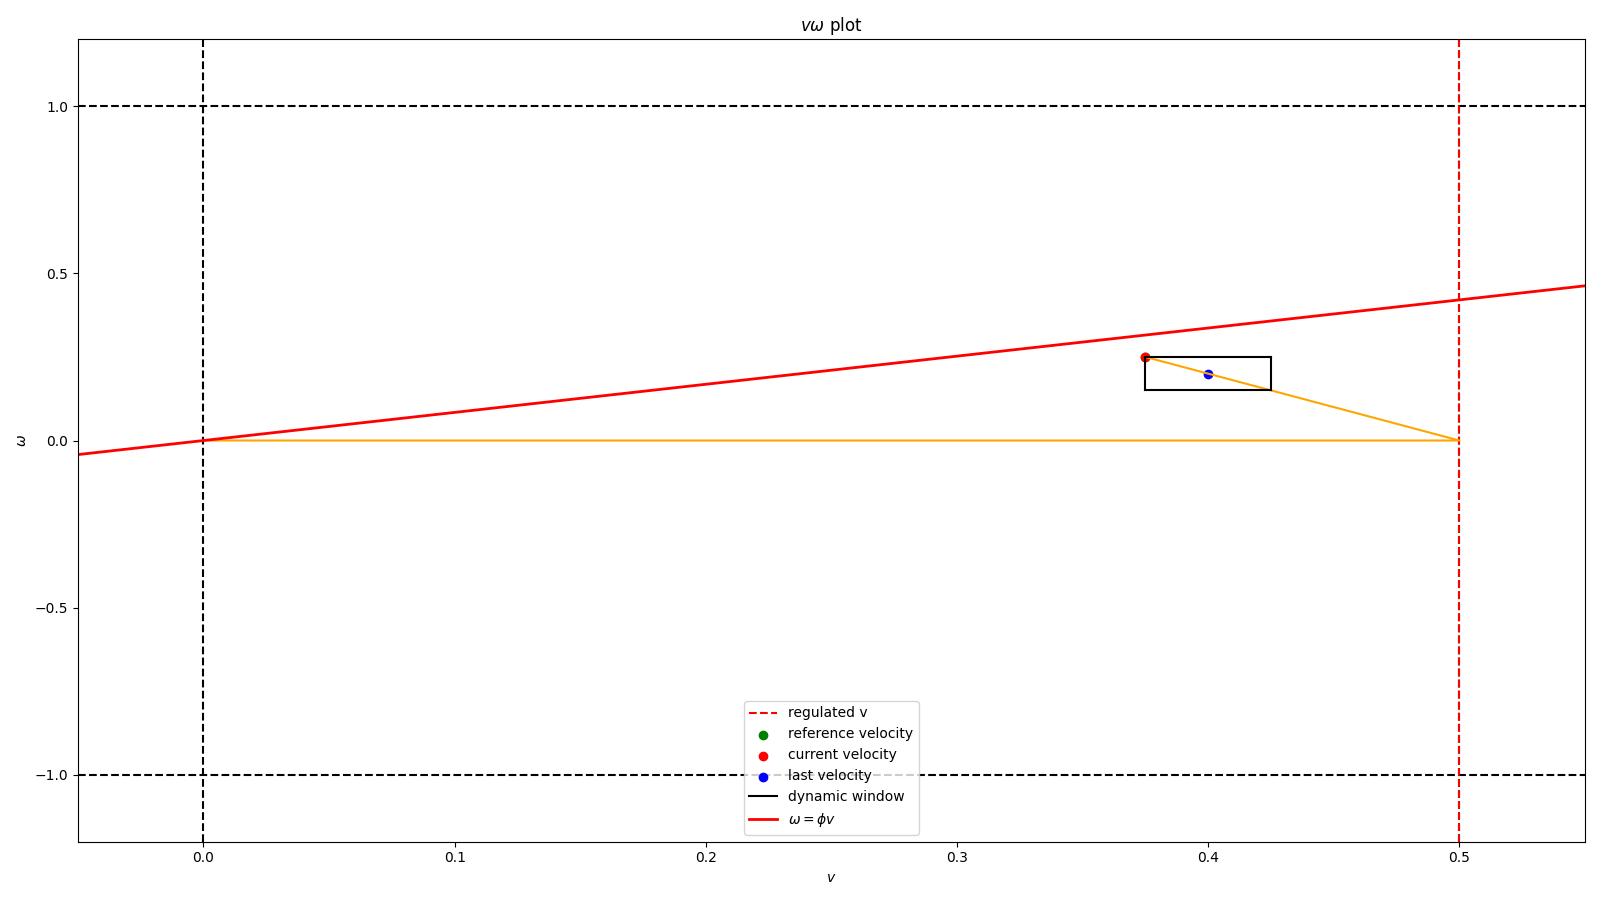 vω plot
1.0
0.5
0.0
−0.5
−1.0
ω
0.0 0.1 0.2 0.3 0.4 0.5
v
regulated v
reference velocity
current velocity
last velocity
dynamic window
ω = ϕv